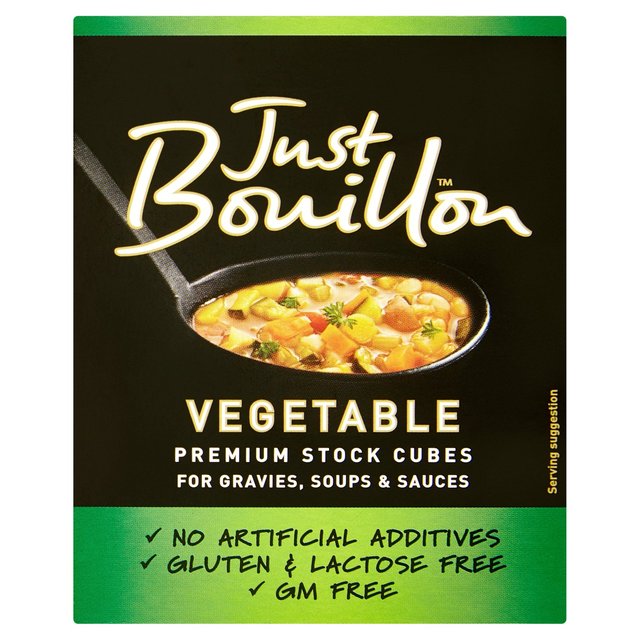 Just
Bouillon™
VEGETABLE
PREMIUM STOCK CUBES
FOR GRAVIES, SOUPS & SAUCES
Serving suggestion
✓ NO ARTIFICIAL ADDITIVES
✓ GLUTEN & LACTOSE FREE
✓ GM FREE